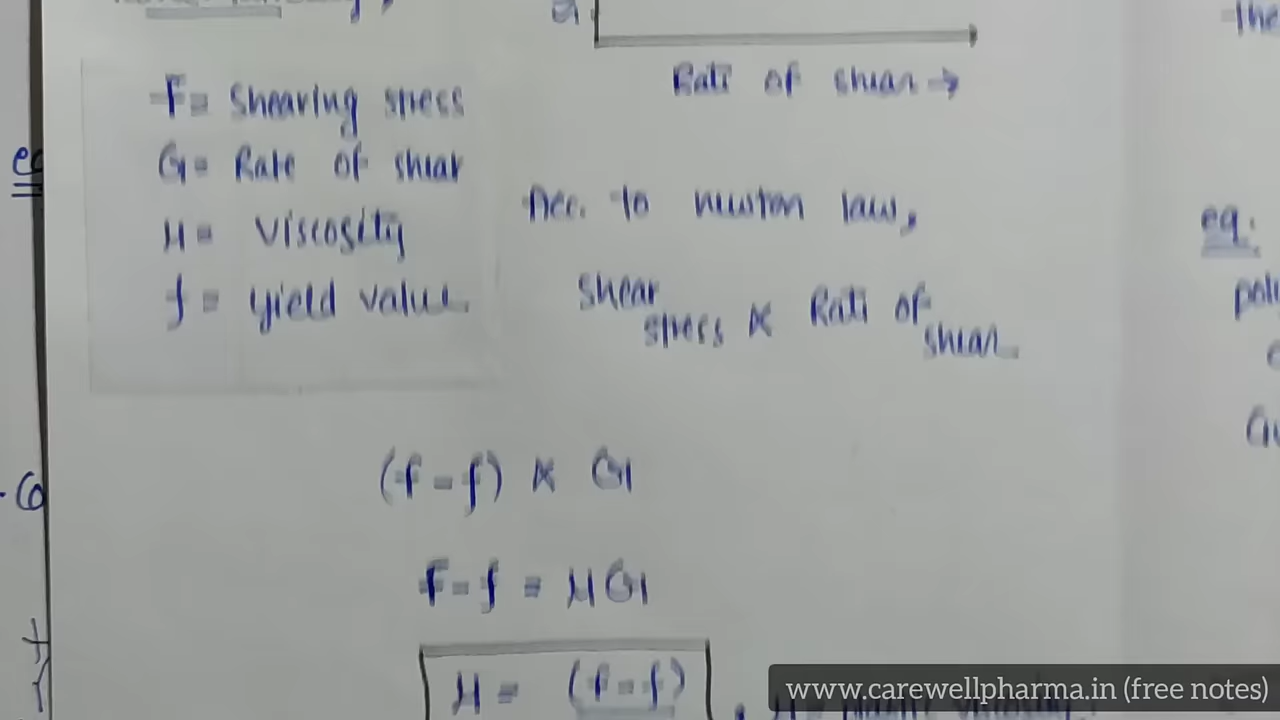 Rate of shear →
F = Shearing stress
G = Rate of shear
μ = Viscosity
f = yield value
Acc. to newton law,
Shear stress ∝ Rate of shear
(F - f) ∝ G
F - f = μG
μ = (F - f)
eq.
www.carewellpharma.in (free notes)